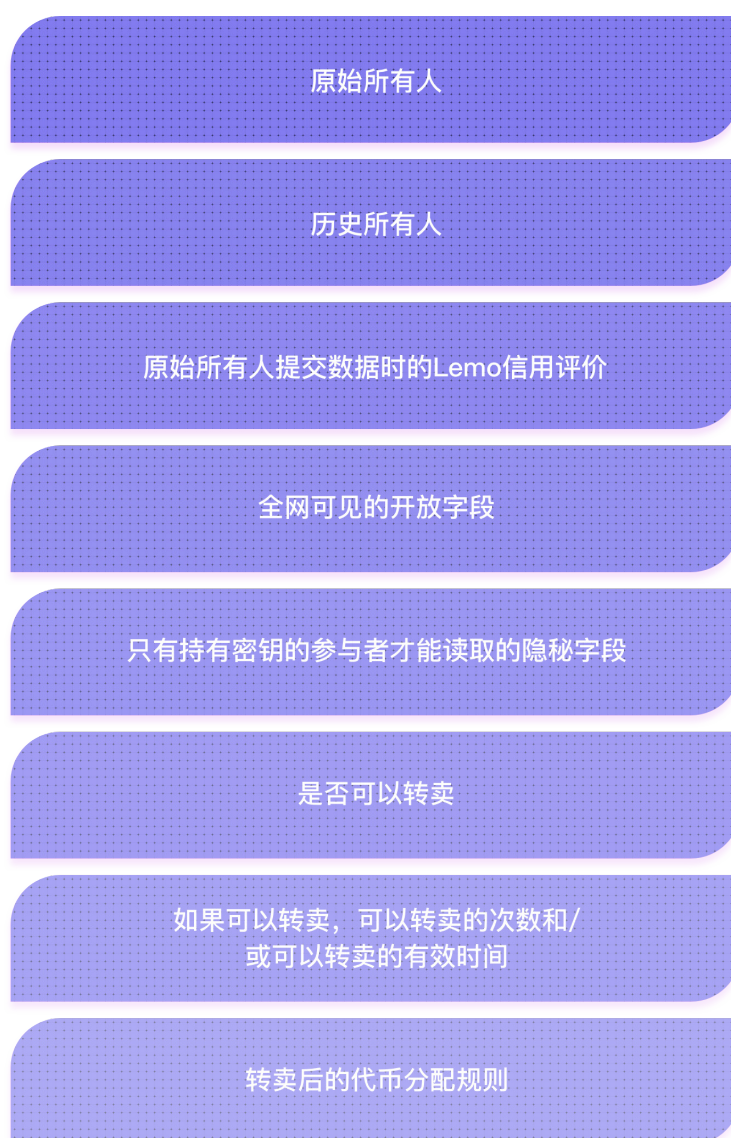 原始所有人
历史所有人
原始所有人提交数据时的Lemo信用评价
全网可见的开放字段
只有持有密钥的参与者才能读取的隐秘字段
是否可以转卖
如果可以转卖，可以转卖的次数和/
或可以转卖的有效时间
转卖后的代币分配规则